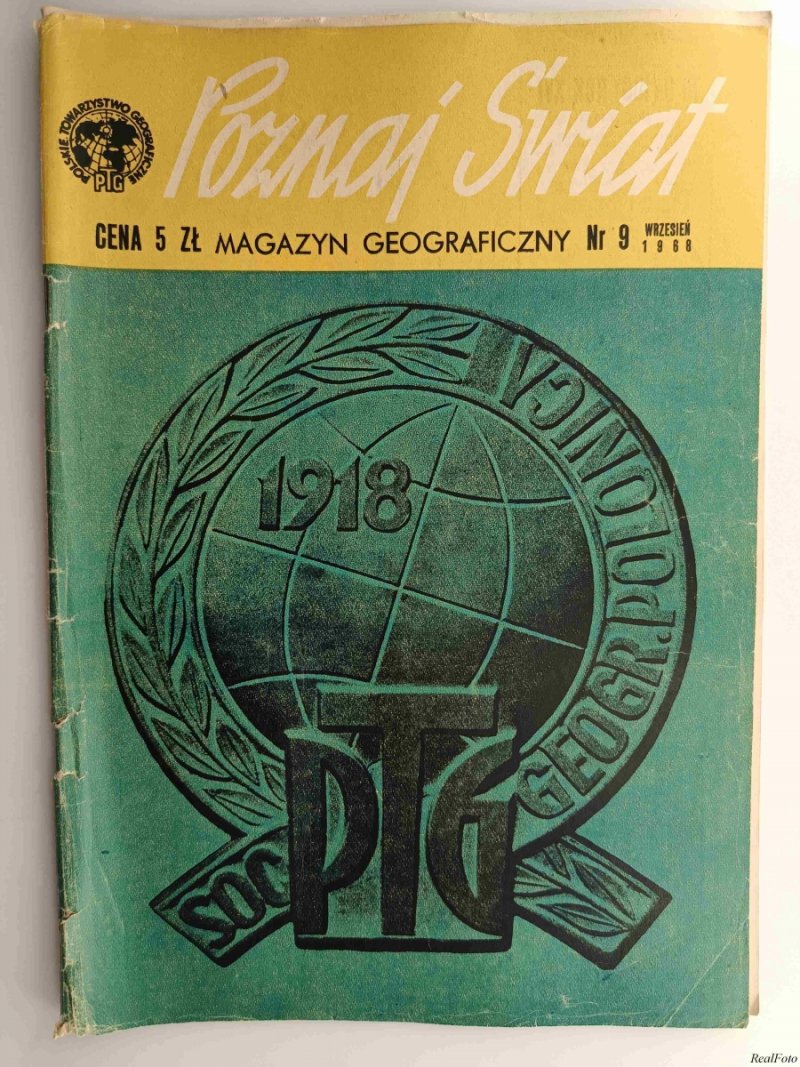 POLSKIE TOWARZYSTWO GEOGRAFICZNE
PTG
Poznaj Świat
CENA 5 ZŁ MAGAZYN GEOGRAFICZNY Nr 9 WRZESIEŃ
1968
1918
SOC
GEOGR. POLONICA
PTG
RealFoto